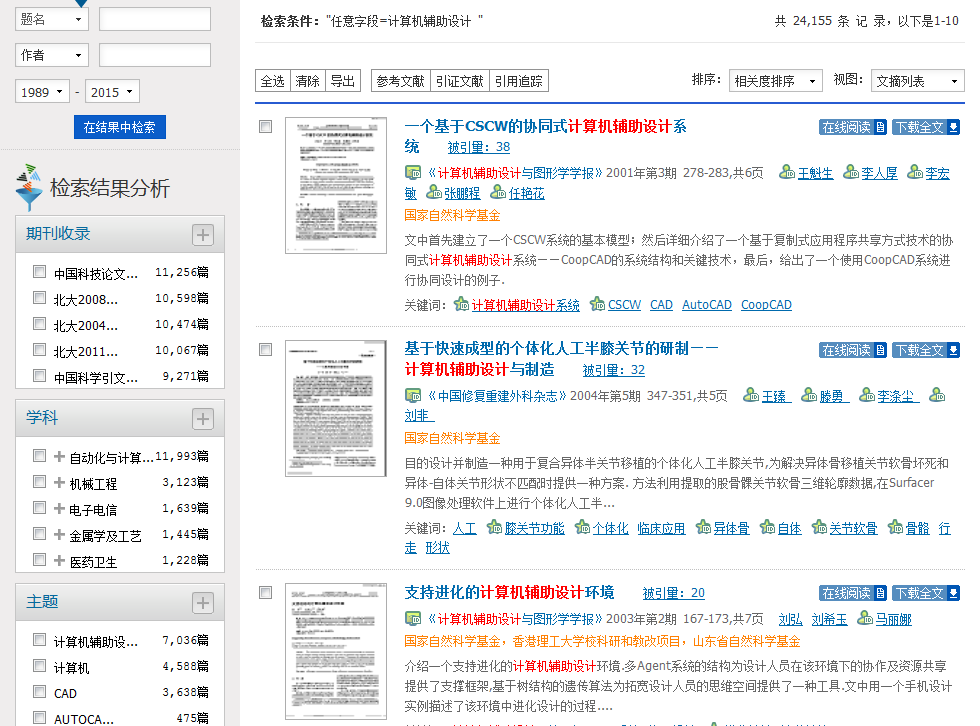 题名
作者
1989 - 2015
在结果中检索
检索结果分析
期刊收录
中国科技论文... 11,256篇
北大2008... 10,598篇
北大2004... 10,474篇
北大2011... 10,067篇
中国科学引文... 9,271篇
学科
自动化与计算... 11,993篇
机械工程 3,123篇
电子电信 1,639篇
金属学及工艺 1,445篇
医药卫生 1,228篇
主题
计算机辅助设... 7,036篇
计算机 4,588篇
CAD 3,638篇
AUTOCA... 475篇
检索条件："任意字段=计算机辅助设计 "
共 24,155 条 记 录，以下是1-10
全选 清除 导出 参考文献 引证文献 引用追踪
排序： 相关度排序 视图： 文摘列表
一个基于CSCW的协同式计算机辅助设计系
统 被引量：38
在线阅读 下载全文
《计算机辅助设计与图形学学报》2001年第3期 278-283,共6页 王魁生 李人厚 李宏
敏 张鹏程 任艳花
国家自然科学基金
文中首先建立了一个CSCW系统的基本模型；然后详细介绍了一个基于复制式应用程序共享方式技术的协
同式计算机辅助设计系统－－CoopCAD的系统结构和关键技术，最后，给出了一个使用CoopCAD系统进
行协同设计的例子．
关键词： 计算机辅助设计系统 CSCW CAD AutoCAD CoopCAD
基于快速成型的个体化人工半膝关节的研制－－
计算机辅助设计与制造 被引量：32
在线阅读 下载全文
《中国修复重建外科杂志》2004年第5期 347-351,共5页 王臻 滕勇 李涤尘
刘非
国家自然科学基金
目的设计并制造一种用于复合异体半关节移植的个体化人工半膝关节,为解决异体骨移植关节软骨坏死和
异体-自体关节形状不匹配时提供一种方案. 方法利用提取的股骨髁关节软骨三维轮廓数据,在Surfacer
9.0图像处理软件上进行个体化人工半...
关键词： 人工 膝关节功能 个体化 临床应用 异体骨 自体 关节软骨 骨骼 行
走 形状
支持进化的计算机辅助设计环境 被引量：20
在线阅读 下载全文
《计算机辅助设计与图形学学报》2003年第2期 167-173,共7页 刘弘 刘希玉 马丽娜
国家自然科学基金，香港理工大学校科研和教改项目，山东省自然科学基金
介绍一个支持进化的计算机辅助设计环境.多Agent系统的结构为设计人员在该环境下的协作及资源共享
提供了支撑框架,基于树结构的遗传算法为拓宽设计人员的思维空间提供了一种工具.文中用一个手机设计
实例描述了该环境中进化设计的过程....